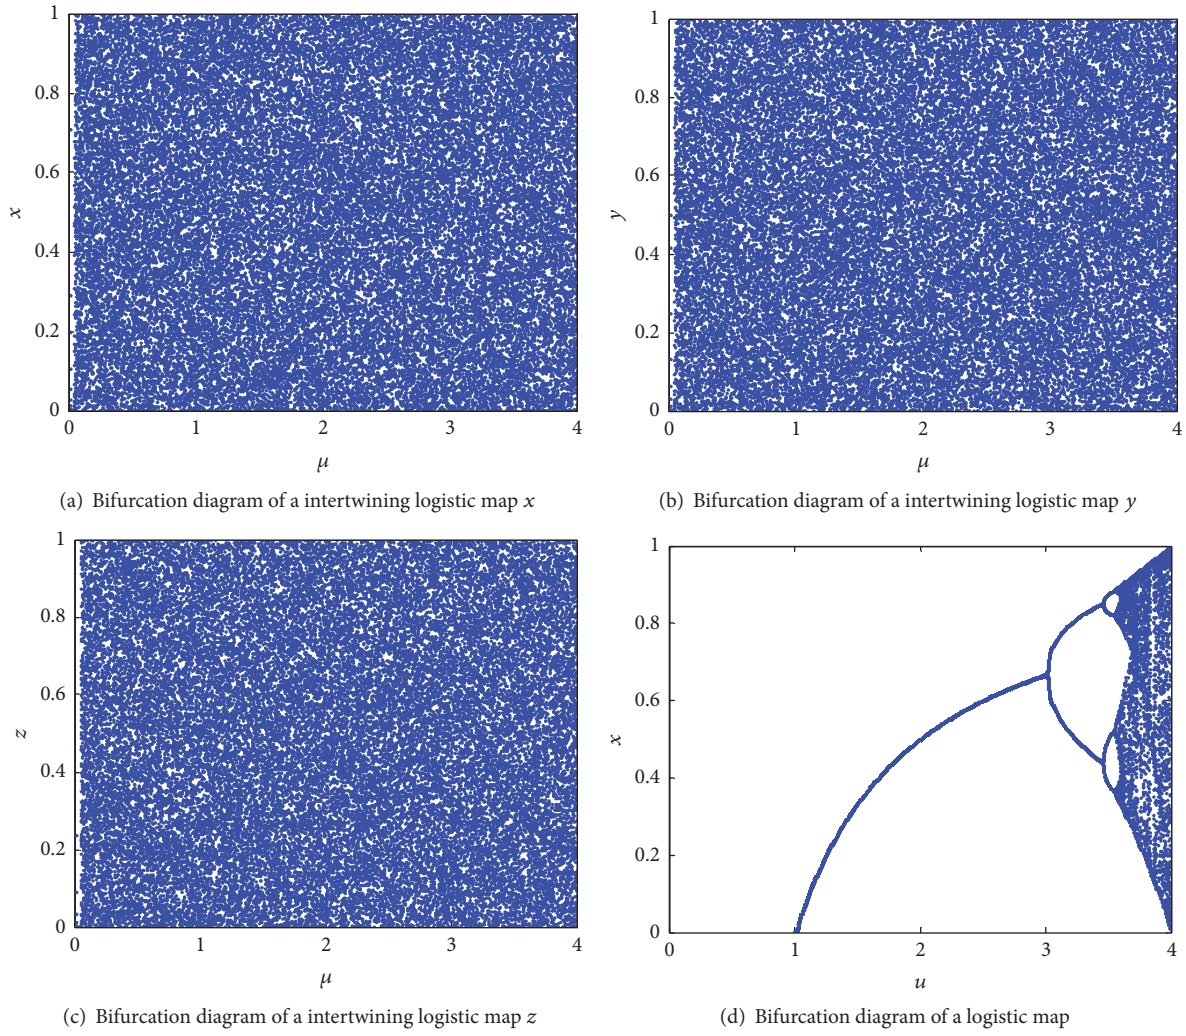 1
0.8
0.6
x
0.4
0.2
0
0 1 2 3 4
μ
(a) Bifurcation diagram of a intertwining logistic map x
1
0.8
0.6
y
0.4
0.2
0
0 1 2 3 4
μ
(b) Bifurcation diagram of a intertwining logistic map y
1
0.8
0.6
z
0.4
0.2
0
0 1 2 3 4
μ
(c) Bifurcation diagram of a intertwining logistic map z
1
0.8
0.6
x
0.4
0.2
0
0 1 2 3 4
u
(d) Bifurcation diagram of a logistic map